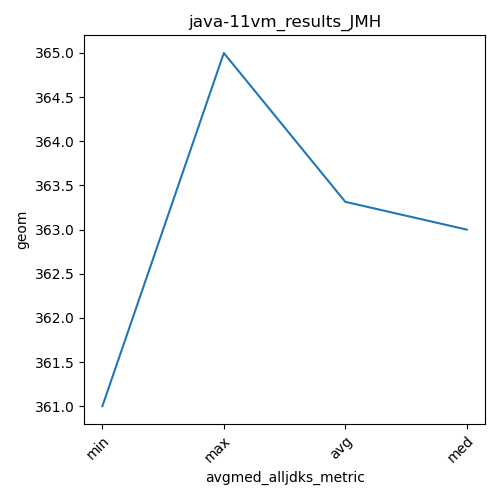 java-11vm_results_JMH
365.0
364.5
364.0
363.5
363.0
362.5
362.0
361.5
361.0
geom
min
max
avg
med
avgmed_alljdks_metric